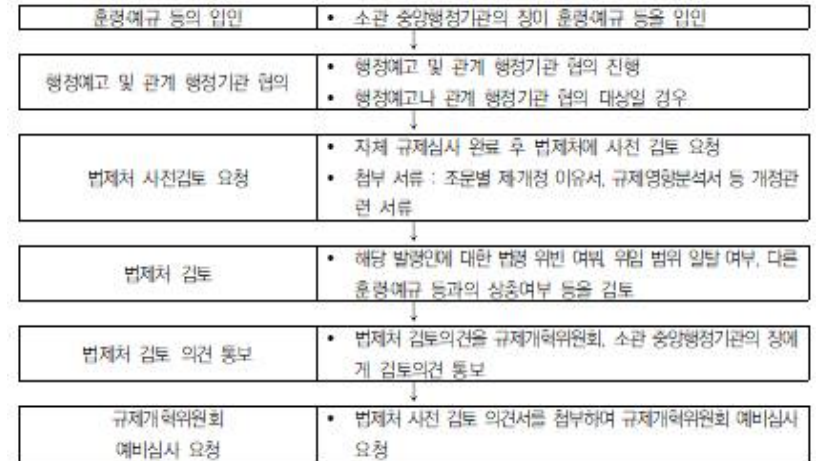 훈령·예규 등의 입안
• 소관 중앙행정기관의 장이 훈령·예규 등을 입안
↓
행정예고 및 관계 행정기관 협의
• 행정예고 및 관계 행정기관 협의 진행
• 행정예고나 관계 행정기관 협의 대상일 경우
↓
법제처 사전검토 요청
• 자체 규제심사 완료 후 법제처에 사전 검토 요청
• 첨부 서류 : 조문별 제·개정 이유서, 규제영향분석서 등 개정관
련 서류
↓
법제처 검토
• 해당 발령안에 대한 법령 위반 여부, 위임 범위 일탈 여부, 다른
훈령·예규 등과의 상충여부 등을 검토
↓
법제처 검토 의견 통보
• 법제처 검토의견을 규제개혁위원회, 소관 중앙행정기관의 장에
게 검토의견 통보
↓
규제개혁위원회
예비심사 요청
• 법제처 사전 검토 의견서를 첨부하여 규제개혁위원회 예비심사
요청